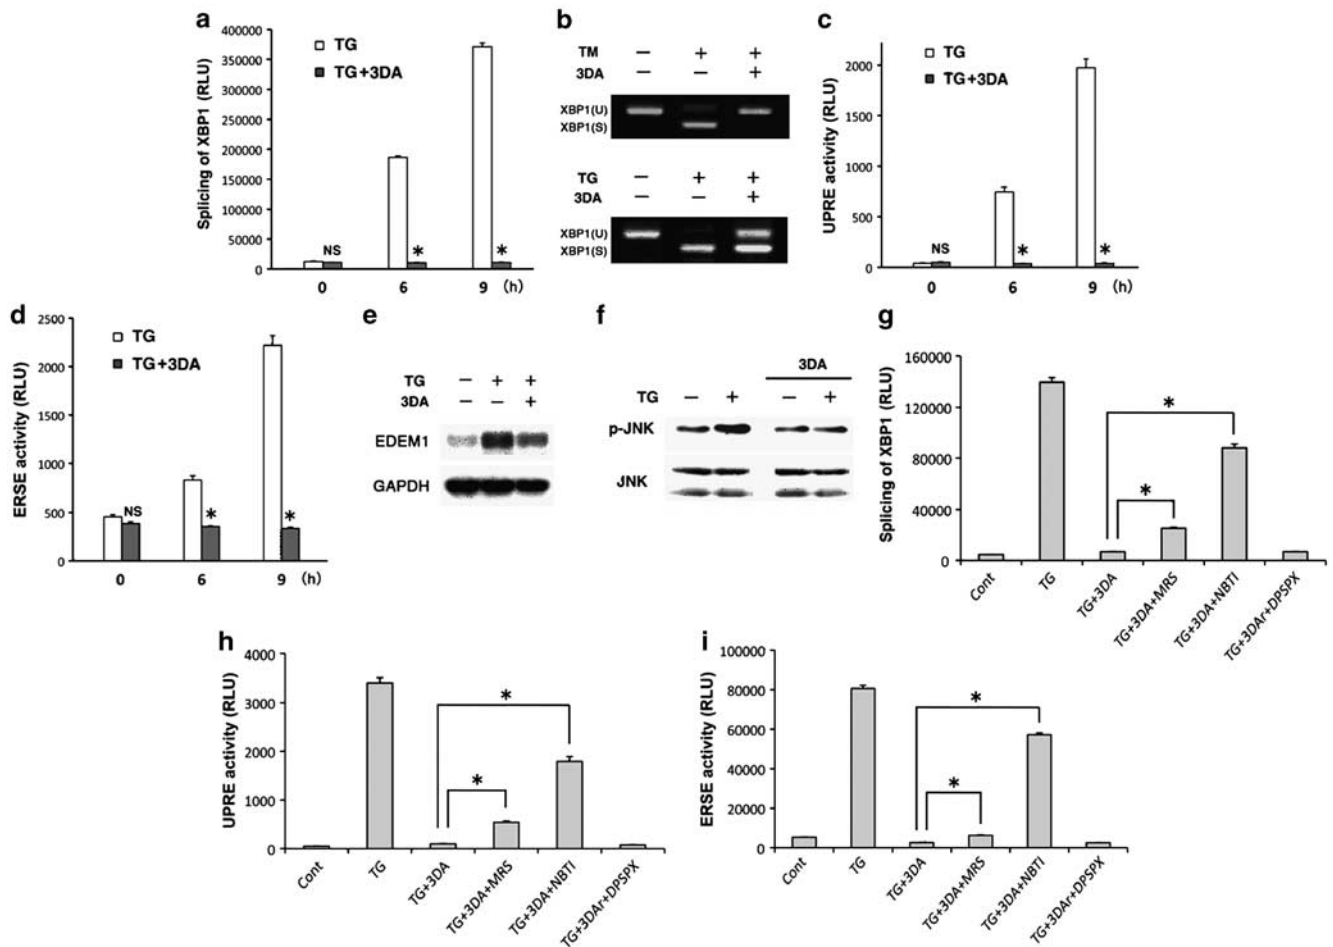 a
Splicing of XBP1 (RLU)
400000
350000
300000
250000
200000
150000
100000
50000
0
TG
TG+3DA
NS
*
*
0 6 9 (h)
b
TM − + +
3DA − − +
XBP1(U)
XBP1(S)
TG − + +
3DA − − +
XBP1(U)
XBP1(S)
c
UPRE activity (RLU)
2000
1500
1000
500
0
TG
TG+3DA
NS
*
*
0 6 9 (h)
d
ERSE activity (RLU)
2500
2000
1500
1000
500
0
TG
TG+3DA
NS
*
*
0 6 9 (h)
e
TG − + +
3DA − − +
EDEM1
GAPDH
f
3DA
TG − + − +
p-JNK
JNK
g
Splicing of XBP1 (RLU)
160000
120000
80000
40000
0
*
*
Cont
TG
TG+3DA
TG+3DA+MRS
TG+3DA+NBTI
TG+3DAr+DPSPX
h
UPRE activity (RLU)
4000
3000
2000
1000
0
*
*
Cont
TG
TG+3DA
TG+3DA+MRS
TG+3DA+NBTI
TG+3DAr+DPSPX
i
ERSE activity (RLU)
100000
80000
60000
40000
20000
0
*
*
Cont
TG
TG+3DA
TG+3DA+MRS
TG+3DA+NBTI
TG+3DAr+DPSPX